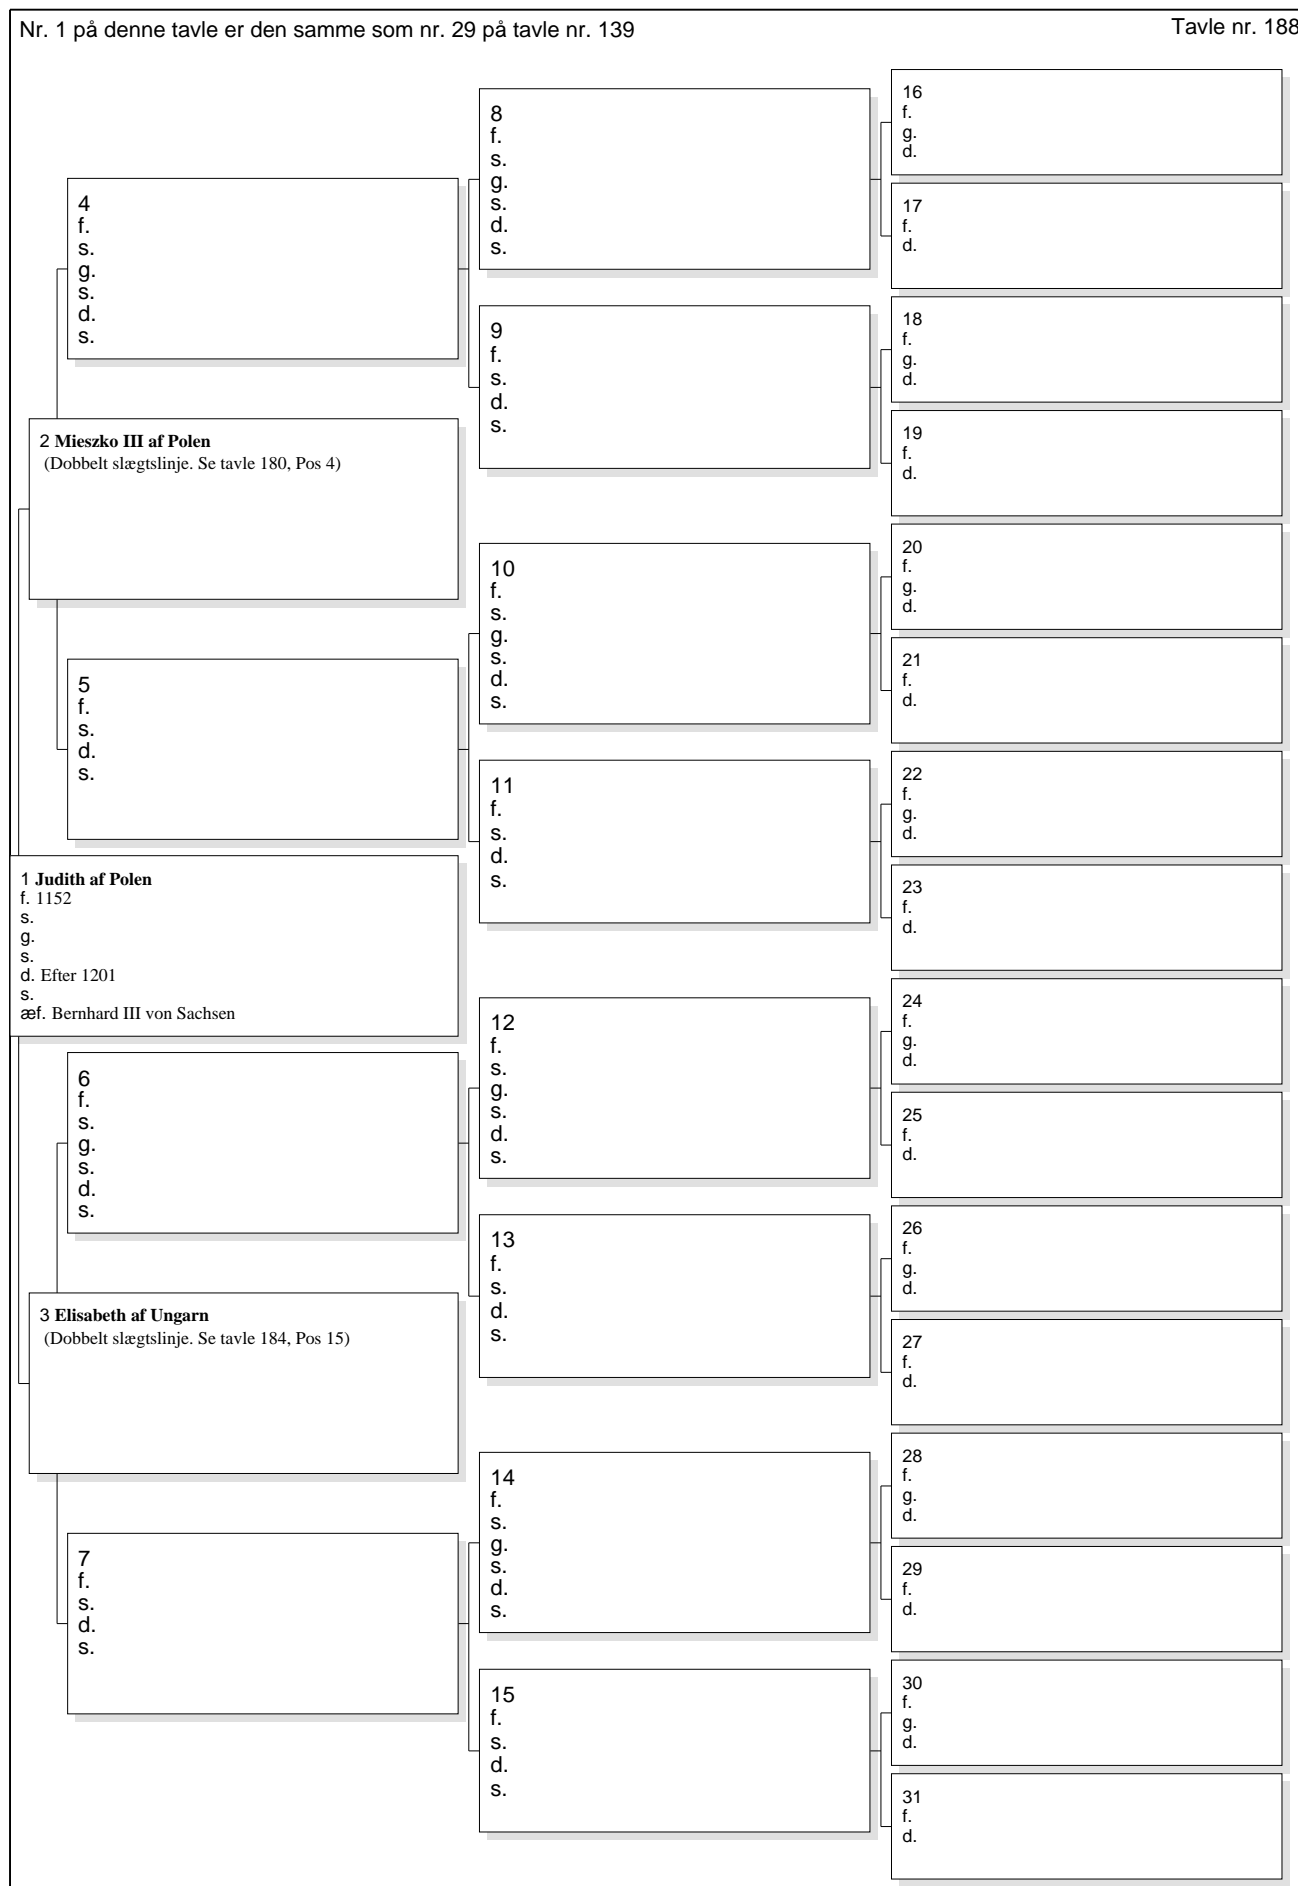 Nr. 1 på denne tavle er den samme som nr. 29 på tavle nr. 139
Tavle nr. 188
4
f.
s.
g.
s.
d.
s.
2 Mieszko III af Polen
(Dobbelt slægtslinje. Se tavle 180, Pos 4)
5
f.
s.
d.
s.
1 Judith af Polen
f. 1152
s.
g.
s.
d. Efter 1201
s.
æf. Bernhard III von Sachsen
6
f.
s.
g.
s.
d.
s.
3 Elisabeth af Ungarn
(Dobbelt slægtslinje. Se tavle 184, Pos 15)
7
f.
s.
d.
s.
8
f.
s.
g.
s.
d.
s.
9
f.
s.
d.
s.
10
f.
s.
g.
s.
d.
s.
11
f.
s.
d.
s.
12
f.
s.
g.
s.
d.
s.
13
f.
s.
d.
s.
14
f.
s.
g.
s.
d.
s.
15
f.
s.
d.
s.
16
f.
g.
d.
17
f.
d.
18
f.
g.
d.
19
f.
d.
20
f.
g.
d.
21
f.
d.
22
f.
g.
d.
23
f.
d.
24
f.
g.
d.
25
f.
d.
26
f.
g.
d.
27
f.
d.
28
f.
g.
d.
29
f.
d.
30
f.
g.
d.
31
f.
d.